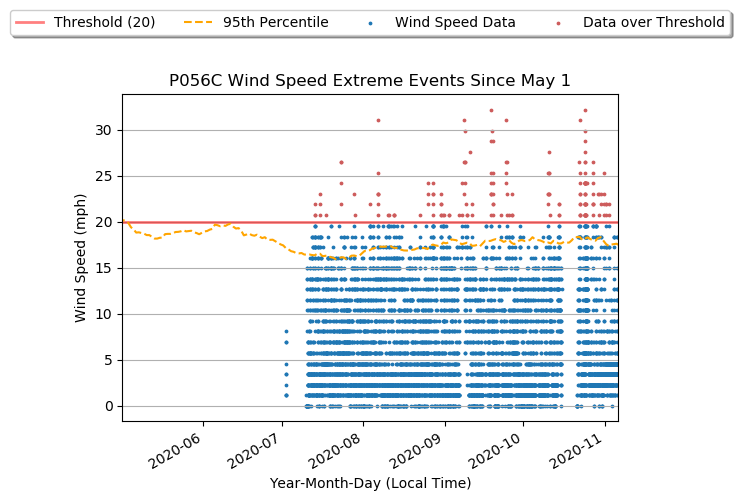 Threshold (20) 95th Percentile Wind Speed Data Data over Threshold
P056C Wind Speed Extreme Events Since May 1
30
25
20
15
10
5
0
Wind Speed (mph)
2020-06 2020-07 2020-08 2020-09 2020-10 2020-11
Year-Month-Day (Local Time)